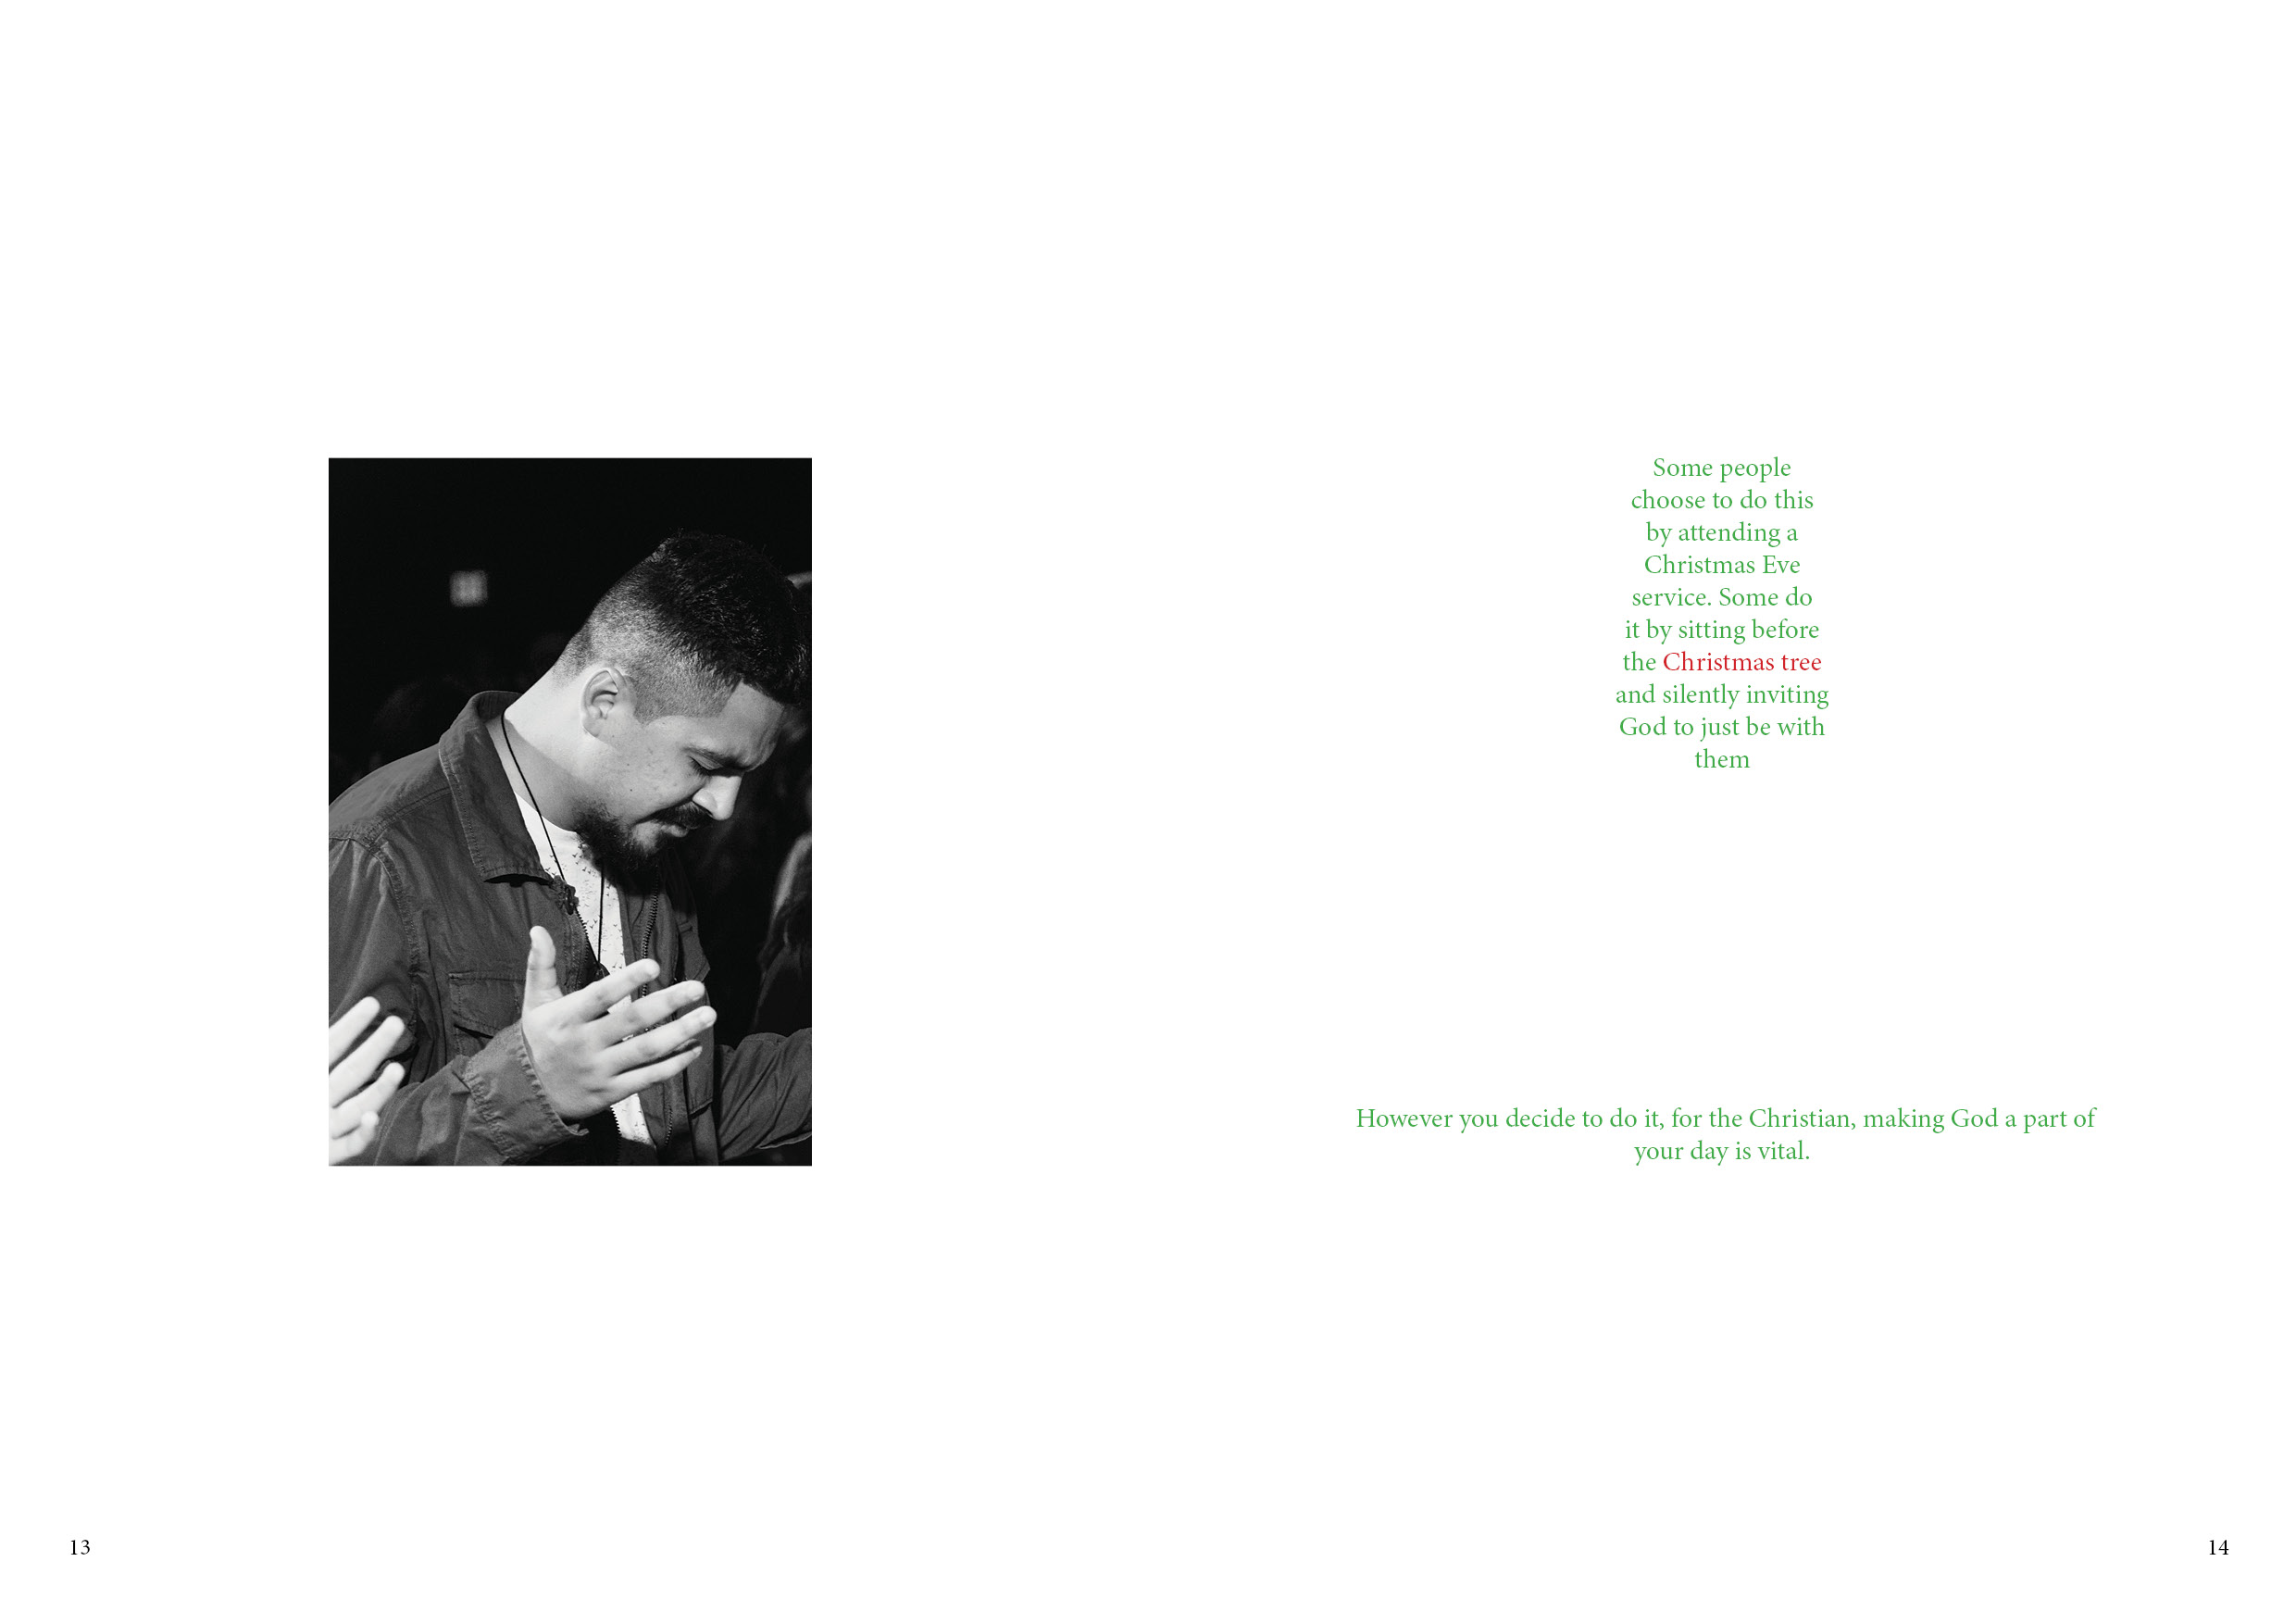 Some people
choose to do this
by attending a
Christmas Eve
service. Some do
it by sitting before
the Christmas tree
and silently inviting
God to just be with
them
However you decide to do it, for the Christian, making God a part of
your day is vital.
13
14